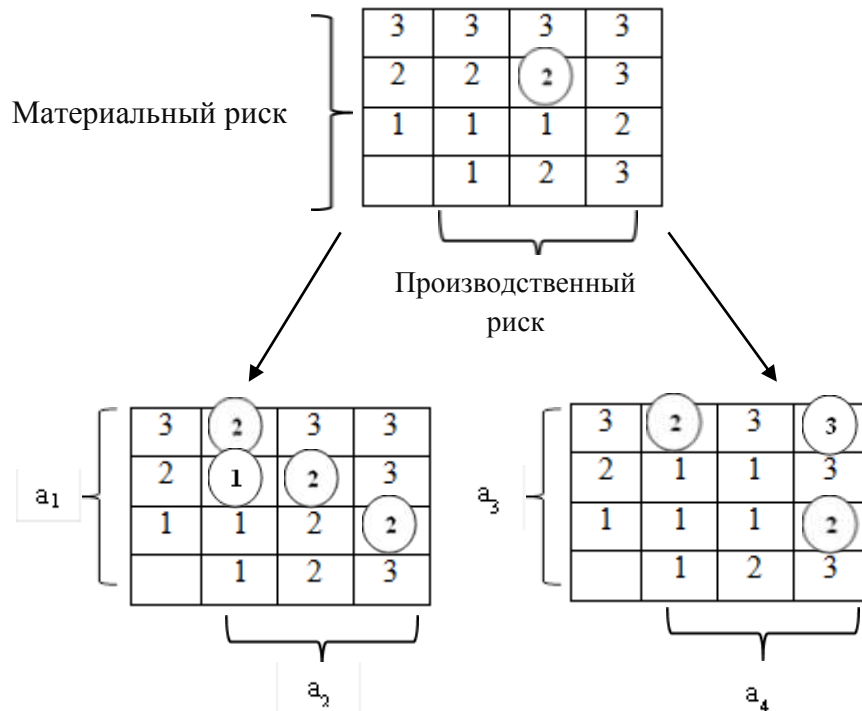 3 3 3 3
2 2 2 3
Материальный риск
1 1 1 2
1 2 3
Производственный
риск
3 2 3 3
2 1 2 3
a1
1 1 2 2
1 2 3
a2
3 2 3 3
2 1 1 3
a3
1 1 1 2
1 2 3
a4